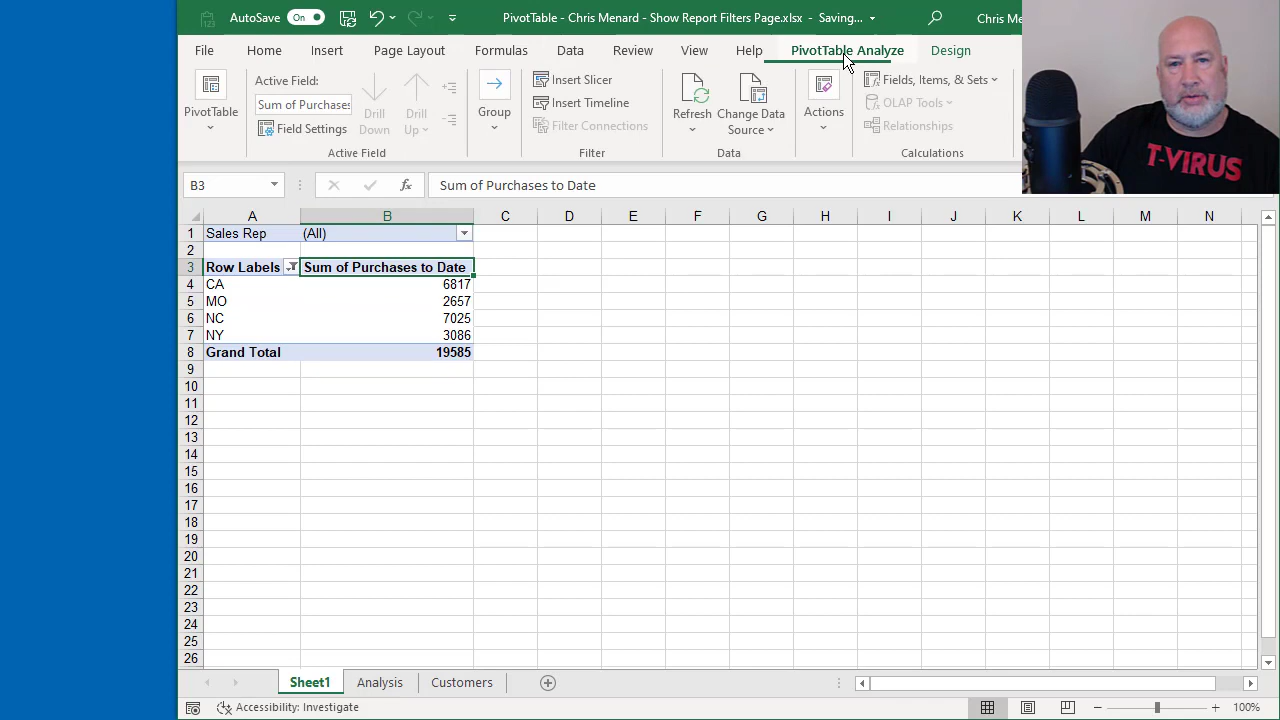 AutoSave On PivotTable - Chris Menard - Show Report Filters Page.xlsx - Saving... Chris Men
File Home Insert Page Layout Formulas Data Review View Help PivotTable Analyze Design
PivotTable
Active Field:
Sum of Purchases
Field Settings
Drill Down
Drill Up
Active Field
Group
Insert Slicer
Insert Timeline
Filter Connections
Filter
Refresh
Change Data Source
Data
Actions
Fields, Items, & Sets
OLAP Tools
Relationships
Calculations
T-VIRUS
B3 fx Sum of Purchases to Date
A B C D E F G H I J K L M N
1 Sales Rep (All)
2
3 Row Labels Sum of Purchases to Date
4 CA 6817
5 MO 2657
6 NC 7025
7 NY 3086
8 Grand Total 19585
9
10
11
12
13
14
15
16
17
18
19
20
21
22
23
24
25
26
Sheet1 Analysis Customers
Accessibility: Investigate 100%